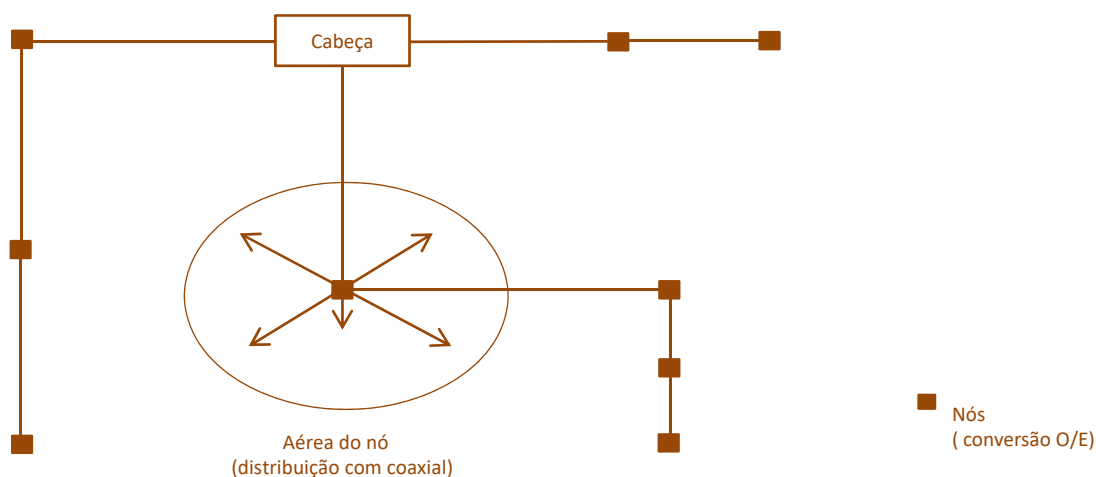 Cabeça
Aérea do nó
(distribuição com coaxial)
Nós
( conversão O/E)